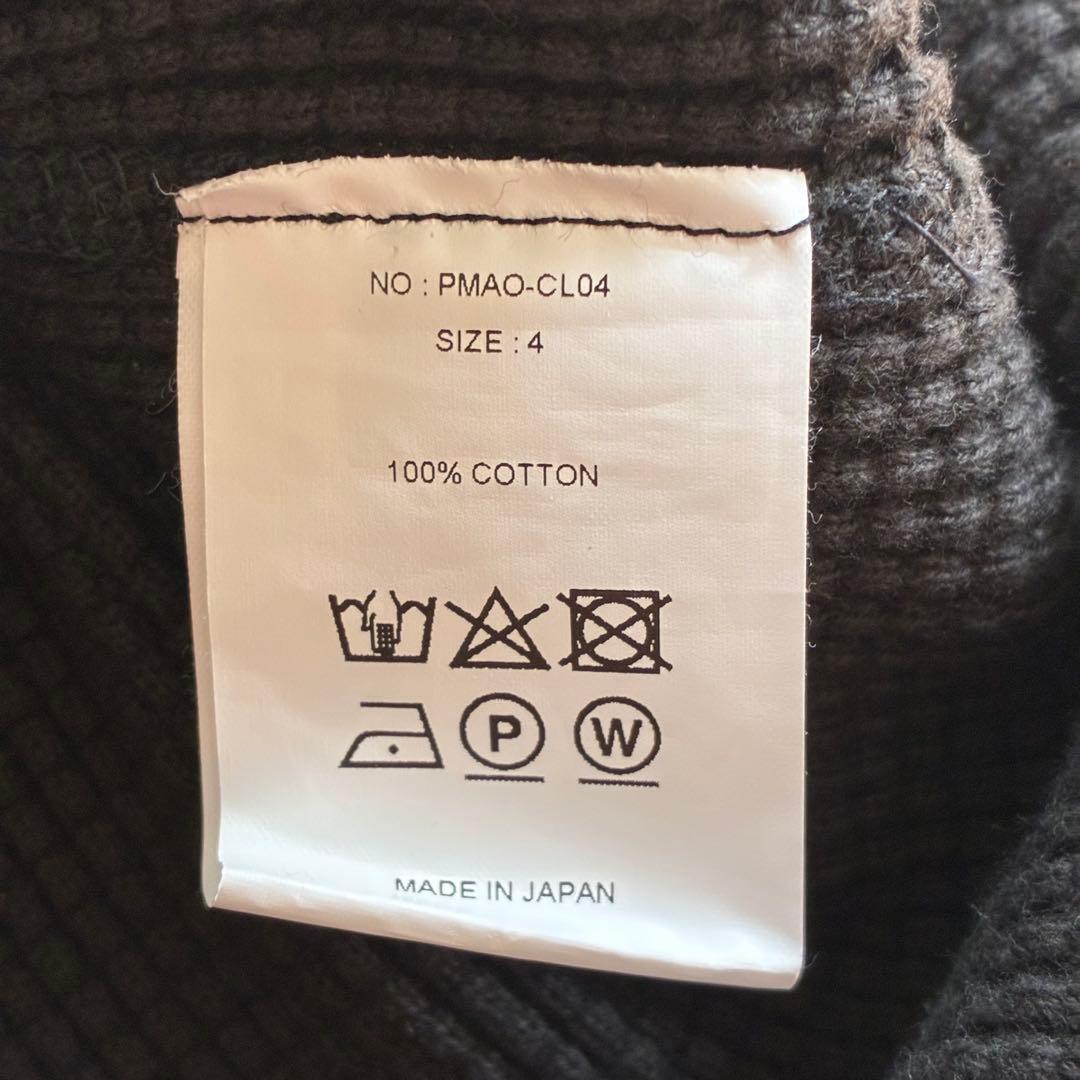 NO : PMAO-CL04
SIZE : 4
100% COTTON
P W
MADE IN JAPAN